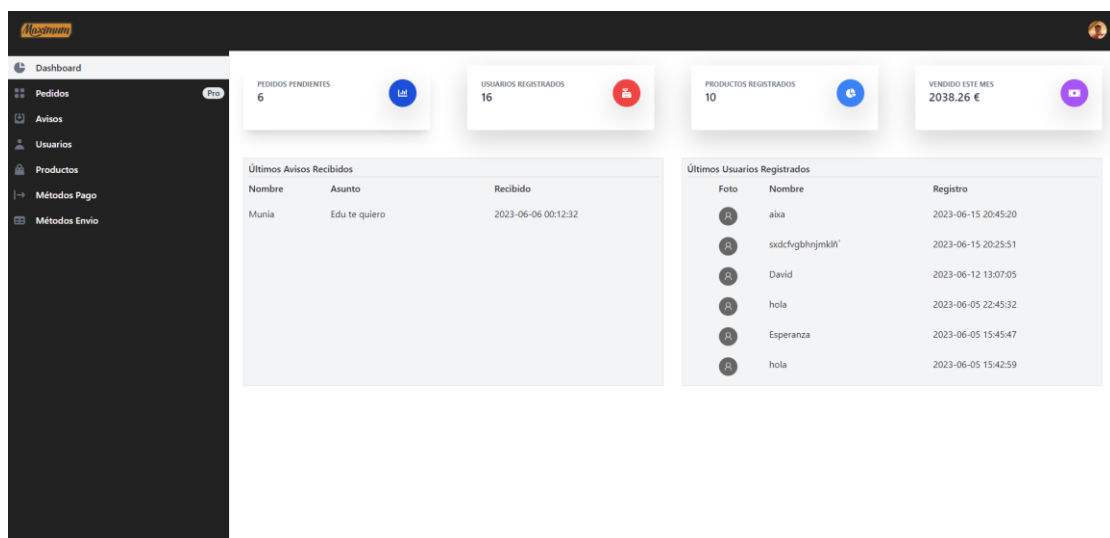 Maximum
Dashboard
Pedidos Pro
Avisos
Usuarios
Productos
Métodos Pago
Métodos Envio
PEDIDOS PENDIENTES
6
USUARIOS REGISTRADOS
16
PRODUCTOS REGISTRADOS
10
VENDIDO ESTE MES
2038.26 €
Últimos Avisos Recibidos
Nombre Asunto Recibido
Munia Edu te quiero 2023-06-06 00:12:32
Últimos Usuarios Registrados
Foto Nombre Registro
aixa 2023-06-15 20:45:20
sxdcfvgbhnjmklñ´ 2023-06-15 20:25:51
David 2023-06-12 13:07:05
hola 2023-06-05 22:45:32
Esperanza 2023-06-05 15:45:47
hola 2023-06-05 15:42:59